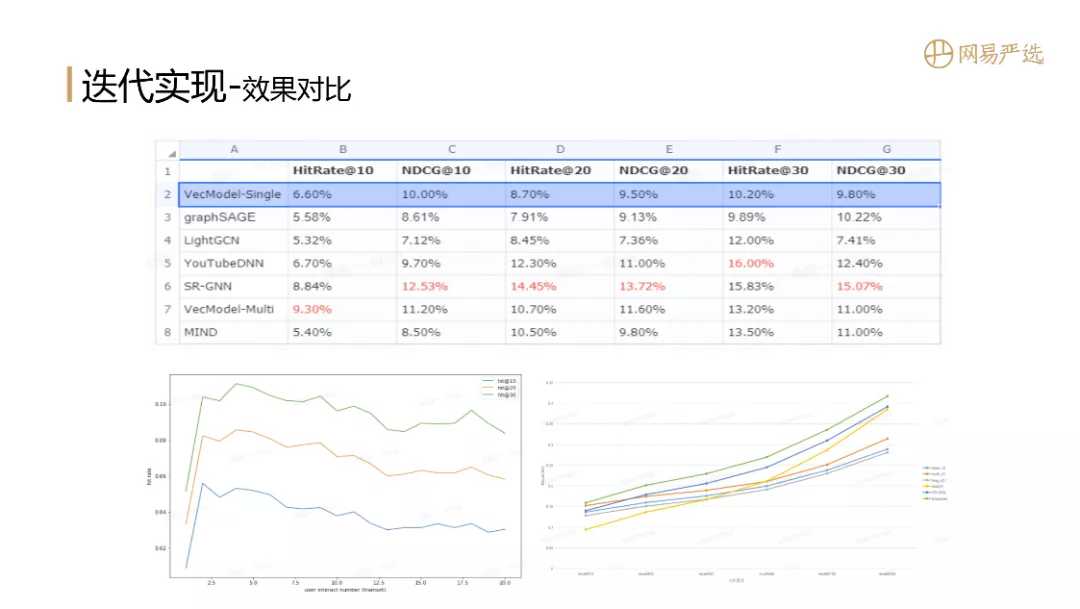 网易严选
迭代实现-效果对比
A B C D E F G
1 HitRate@10 NDCG@10 HitRate@20 NDCG@20 HitRate@30 NDCG@30
2 VecModel-Single 6.60% 10.00% 8.70% 9.50% 10.20% 9.80%
3 graphSAGE 5.58% 8.61% 7.91% 9.13% 9.89% 10.22%
4 LightGCN 5.32% 7.12% 8.45% 7.36% 12.00% 7.41%
5 YouTubeDNN 6.70% 9.70% 12.30% 11.00% 16.00% 12.40%
6 SR-GNN 8.84% 12.53% 14.45% 13.72% 15.83% 15.07%
7 VecModel-Multi 9.30% 11.20% 10.70% 11.60% 13.20% 11.00%
8 MIND 5.40% 8.50% 10.50% 9.80% 13.50% 11.00%
hit@10
hit@20
hit@30
0.10
0.08
0.06
0.04
0.02
hit rate
2.5 5.0 7.5 10.0 12.5 15.0 17.5 20.0
user interact number (trainset)